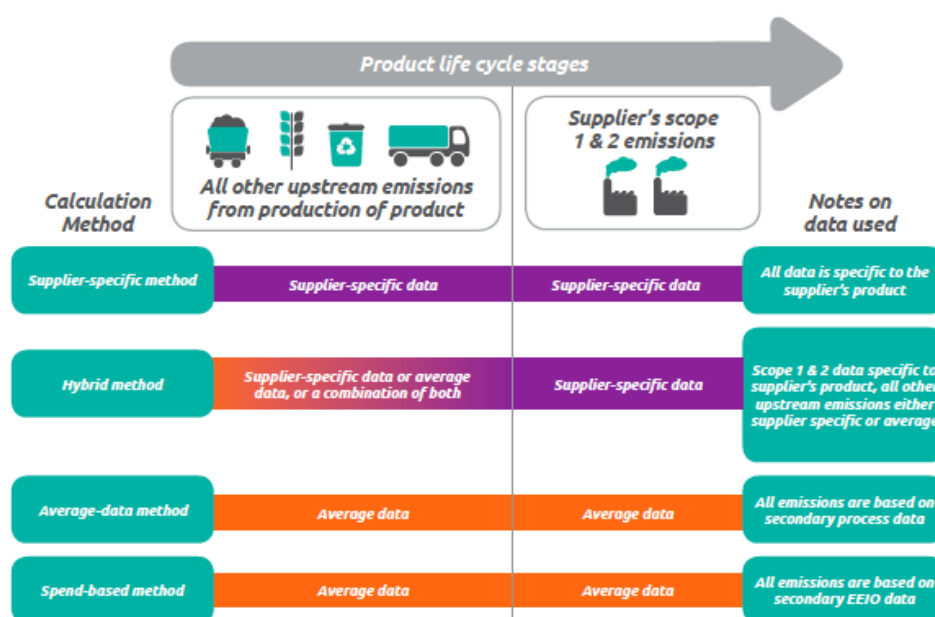 Product life cycle stages
All other upstream emissions
from production of product
Supplier's scope
1 & 2 emissions
Calculation
Method
Notes on
data used
Supplier-specific method
Supplier-specific data
Supplier-specific data
All data is specific to the
supplier's product
Hybrid method
Supplier-specific data or average
data, or a combination of both
Supplier-specific data
Scope 1 & 2 data specific to
supplier's product, all other
upstream emissions either
supplier specific or average
Average-data method
Average data
Average data
All emissions are based on
secondary process data
Spend-based method
Average data
Average data
All emissions are based on
secondary EEIO data